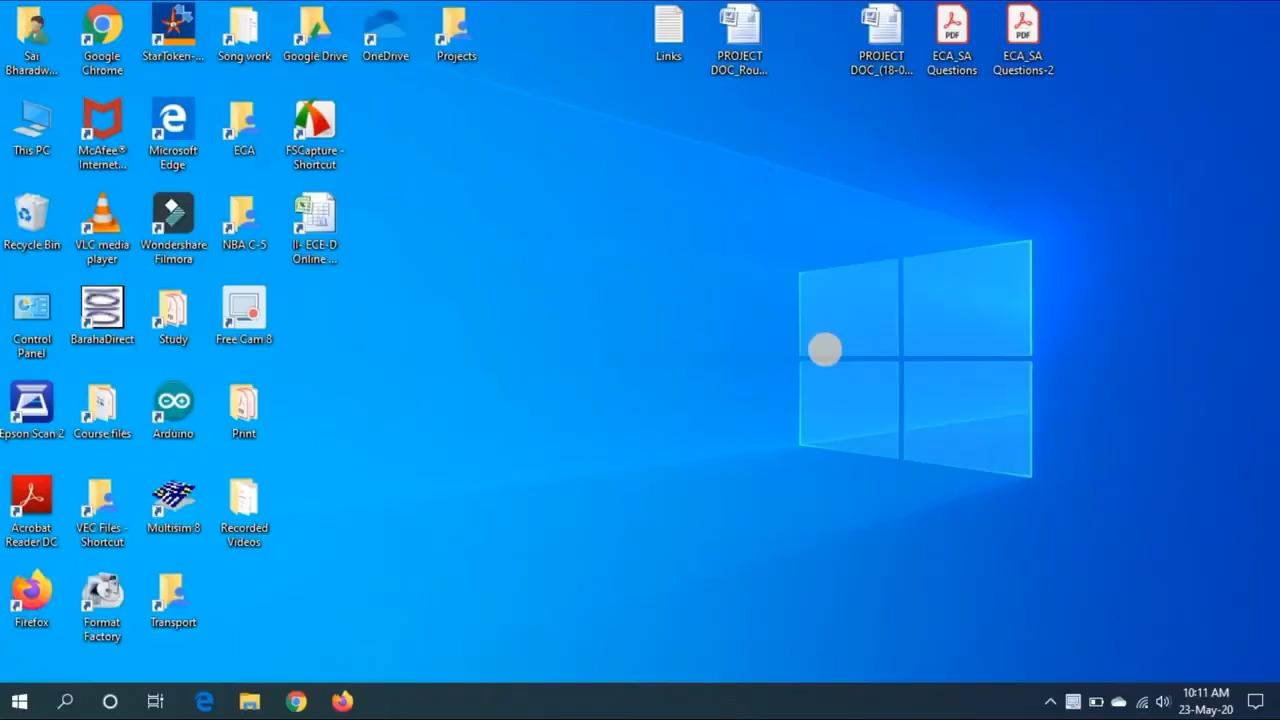 Sai
Bharadw...
Google
Chrome
StarToken-...
Song work
Google Drive
OneDrive
Projects
Links
PROJECT
DOC_Rou...
PROJECT
DOC_(18-0...
ECA_SA
Questions
ECA_SA
Questions-2
This PC
McAfee®
Internet...
Microsoft
Edge
ECA
FSCapture -
Shortcut
Recycle Bin
VLC media
player
Wondershare
Filmora
NBA C-5
II- ECE-D
Online ...
Control
Panel
BarahaDirect
Study
Free Cam 8
Epson Scan 2
Course files
Arduino
Print
Acrobat
Reader DC
VEC Files -
Shortcut
Multisim 8
Recorded
Videos
Firefox
Format
Factory
Transport
10:11 AM
23-May-20
PDF
PDF